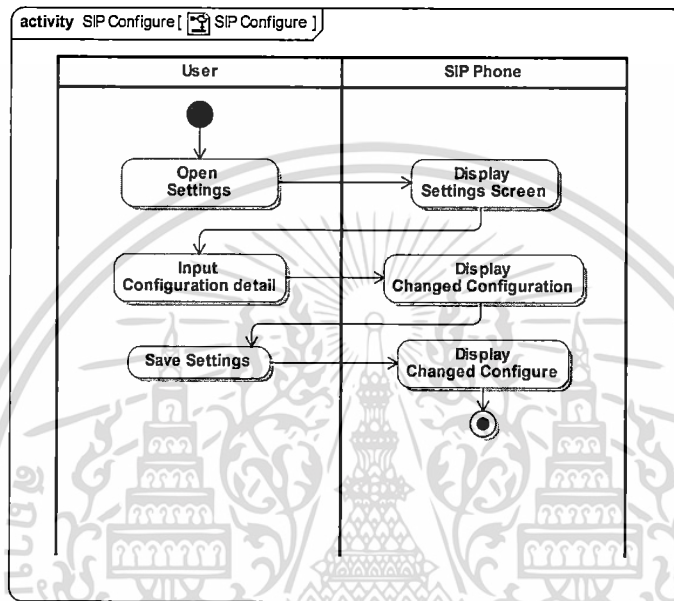 activity SIP Configure [ SIP Configure ]
User
SIP Phone
Open
Settings
Display
Settings Screen
Input
Configuration detail
Display
Changed Configuration
Save Settings
Display
Changed Configure